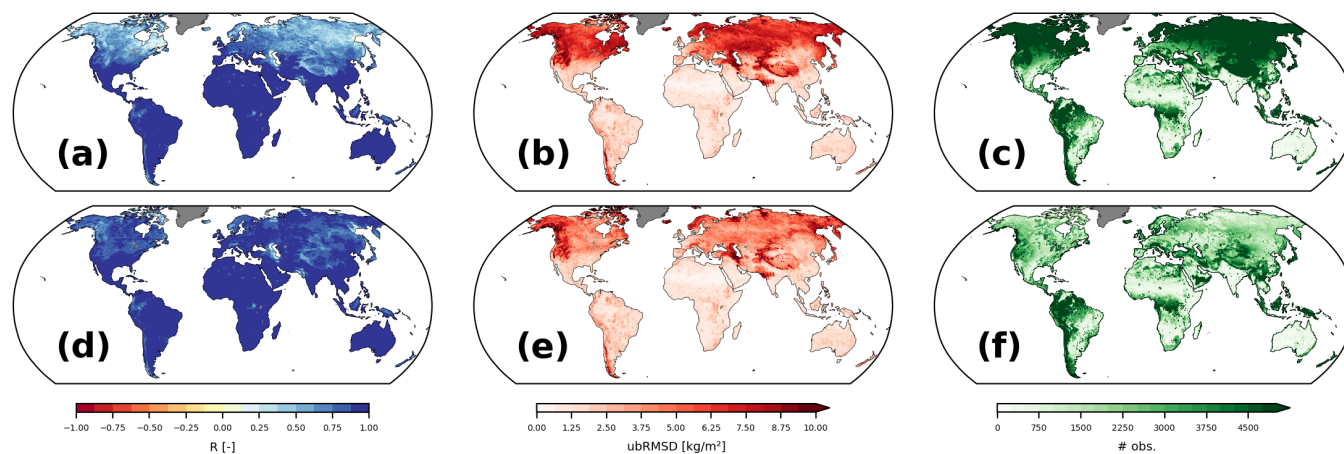 (a)
(b)
(c)
(d)
(e)
(f)
−1.00 −0.75 −0.50 −0.25 0.00 0.25 0.50 0.75 1.00
R [-]
0.00 1.25 2.50 3.75 5.00 6.25 7.50 8.75 10.00
ubRMSD [kg/m²]
0 750 1500 2250 3000 3750 4500
# obs.